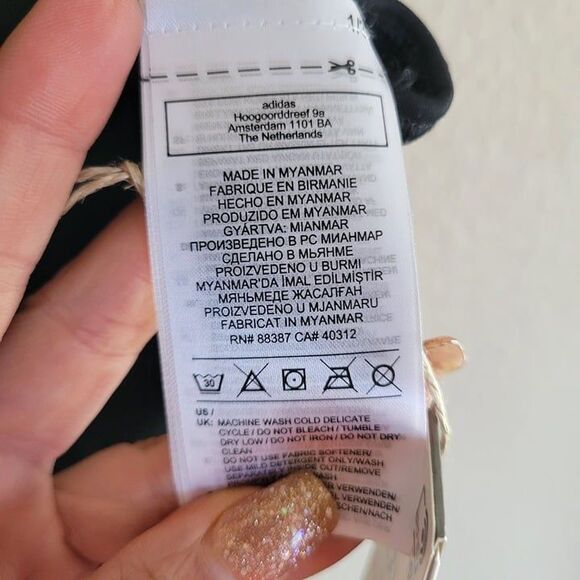 adidas
Hoogoorddreef 9a
Amsterdam 1101 BA
The Netherlands
MADE IN MYANMAR
FABRIQUE EN BIRMANIE
HECHO EN MYANMAR
PRODUZIDO EM MYANMAR
GYÁRTVA: MIANMAR
ПРОИЗВЕДЕНО В РС МИАНМАР
СДЕЛАНО В МЬЯНМЕ
PROIZVEDENO U BURMI
MYANMAR'DA İMAL EDİLMİŞTİR
МЯНЬМЕДЕ ЖАСАЛҒАН
PROIZVEDENO U MJANMARU
FABRICAT IN MYANMAR
RN# 88387 CA# 40312
30
US /
UK: MACHINE WASH COLD DELICATE
CYCLE / DO NOT BLEACH / TUMBLE
DRY LOW / DO NOT IRON / DO NOT DRY
CLEAN
DO NOT USE FABRIC SOFTENER/
USE MILD DETERGENT ONLY/WASH
INSIDE OUT/REMOVE
VERWENDEN/